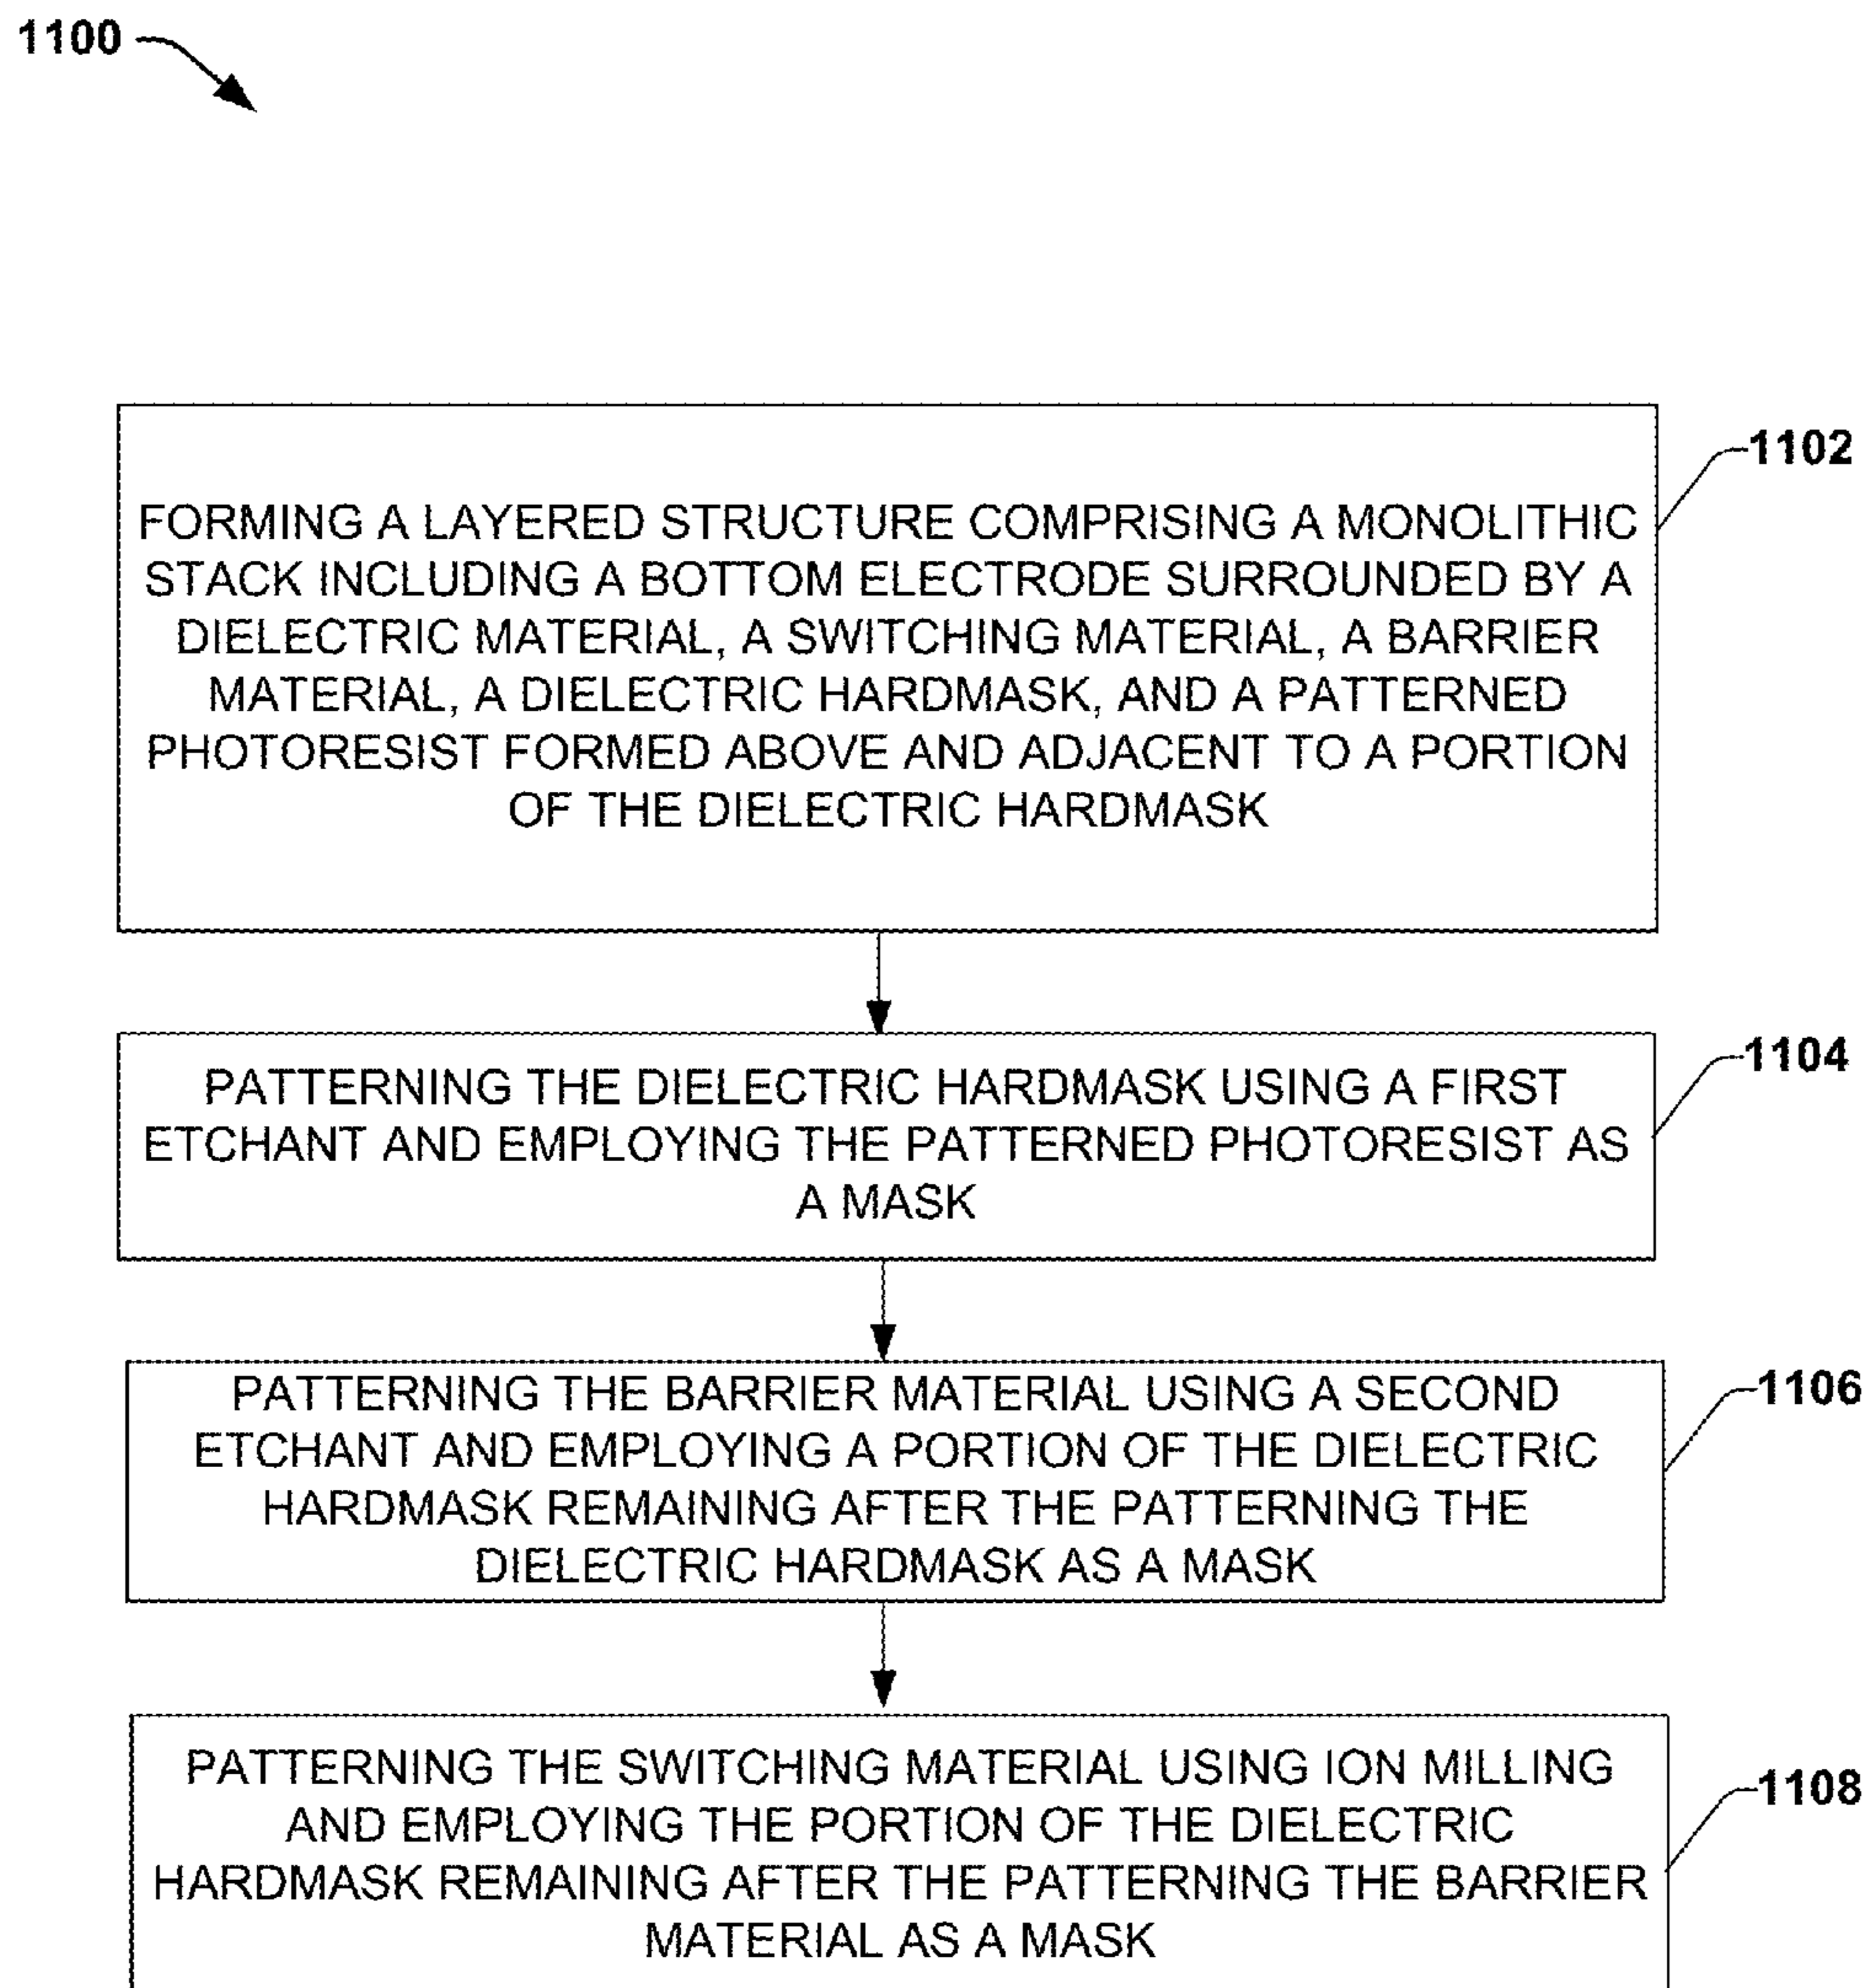 1100
FORMING A LAYERED STRUCTURE COMPRISING A MONOLITHIC
STACK INCLUDING A BOTTOM ELECTRODE SURROUNDED BY A
DIELECTRIC MATERIAL, A SWITCHING MATERIAL, A BARRIER
MATERIAL, A DIELECTRIC HARDMASK, AND A PATTERNED
PHOTORESIST FORMED ABOVE AND ADJACENT TO A PORTION
OF THE DIELECTRIC HARDMASK
1102
PATTERNING THE DIELECTRIC HARDMASK USING A FIRST
ETCHANT AND EMPLOYING THE PATTERNED PHOTORESIST AS
A MASK
1104
PATTERNING THE BARRIER MATERIAL USING A SECOND
ETCHANT AND EMPLOYING A PORTION OF THE DIELECTRIC
HARDMASK REMAINING AFTER THE PATTERNING THE
DIELECTRIC HARDMASK AS A MASK
1106
PATTERNING THE SWITCHING MATERIAL USING ION MILLING
AND EMPLOYING THE PORTION OF THE DIELECTRIC
HARDMASK REMAINING AFTER THE PATTERNING THE BARRIER
MATERIAL AS A MASK
1108